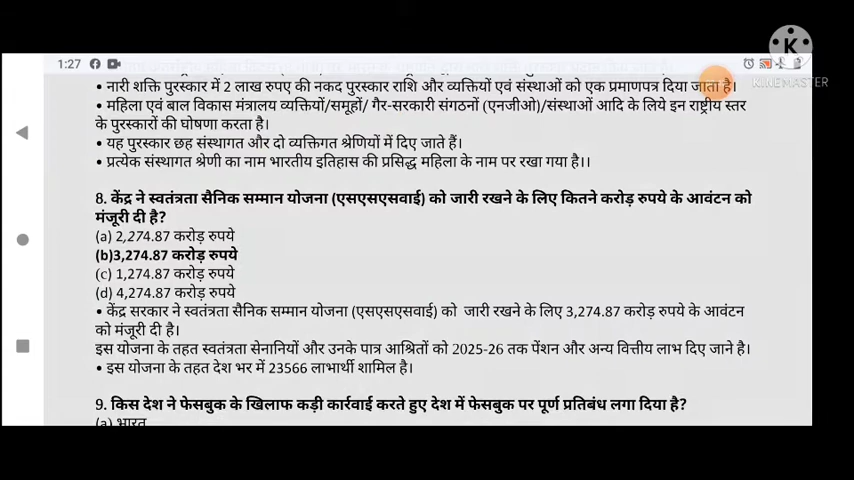 1:27
K
KINEMASTER
• नारी शक्ति पुरस्कार में 2 लाख रुपए की नकद पुरस्कार राशि और व्यक्तियों एवं संस्थाओं को एक प्रमाणपत्र दिया जाता है।
• महिला एवं बाल विकास मंत्रालय व्यक्तियों/समूहों/ गैर-सरकारी संगठनों (एनजीओ)/संस्थाओं आदि के लिये इन राष्ट्रीय स्तर
के पुरस्कारों की घोषणा करता है।
• यह पुरस्कार छह संस्थागत और दो व्यक्तिगत श्रेणियों में दिए जाते हैं।
• प्रत्येक संस्थागत श्रेणी का नाम भारतीय इतिहास की प्रसिद्ध महिला के नाम पर रखा गया है।।
8. केंद्र ने स्वतंत्रता सैनिक सम्मान योजना (एसएसएसवाई) को जारी रखने के लिए कितने करोड़ रुपये के आवंटन को
मंजूरी दी है?
(a) 2,274.87 करोड़ रुपये
(b)3,274.87 करोड़ रुपये
(c) 1,274.87 करोड़ रुपये
(d) 4,274.87 करोड़ रुपये
• केंद्र सरकार ने स्वतंत्रता सैनिक सम्मान योजना (एसएसएसवाई) को जारी रखने के लिए 3,274.87 करोड़ रुपये के आवंटन
को मंजूरी दी है।
इस योजना के तहत स्वतंत्रता सेनानियों और उनके पात्र आश्रितों को 2025-26 तक पेंशन और अन्य वित्तीय लाभ दिए जाने है।
• इस योजना के तहत देश भर में 23566 लाभार्थी शामिल है।
9. किस देश ने फेसबुक के खिलाफ कड़ी कार्रवाई करते हुए देश में फेसबुक पर पूर्ण प्रतिबंध लगा दिया है?
(a) भारत